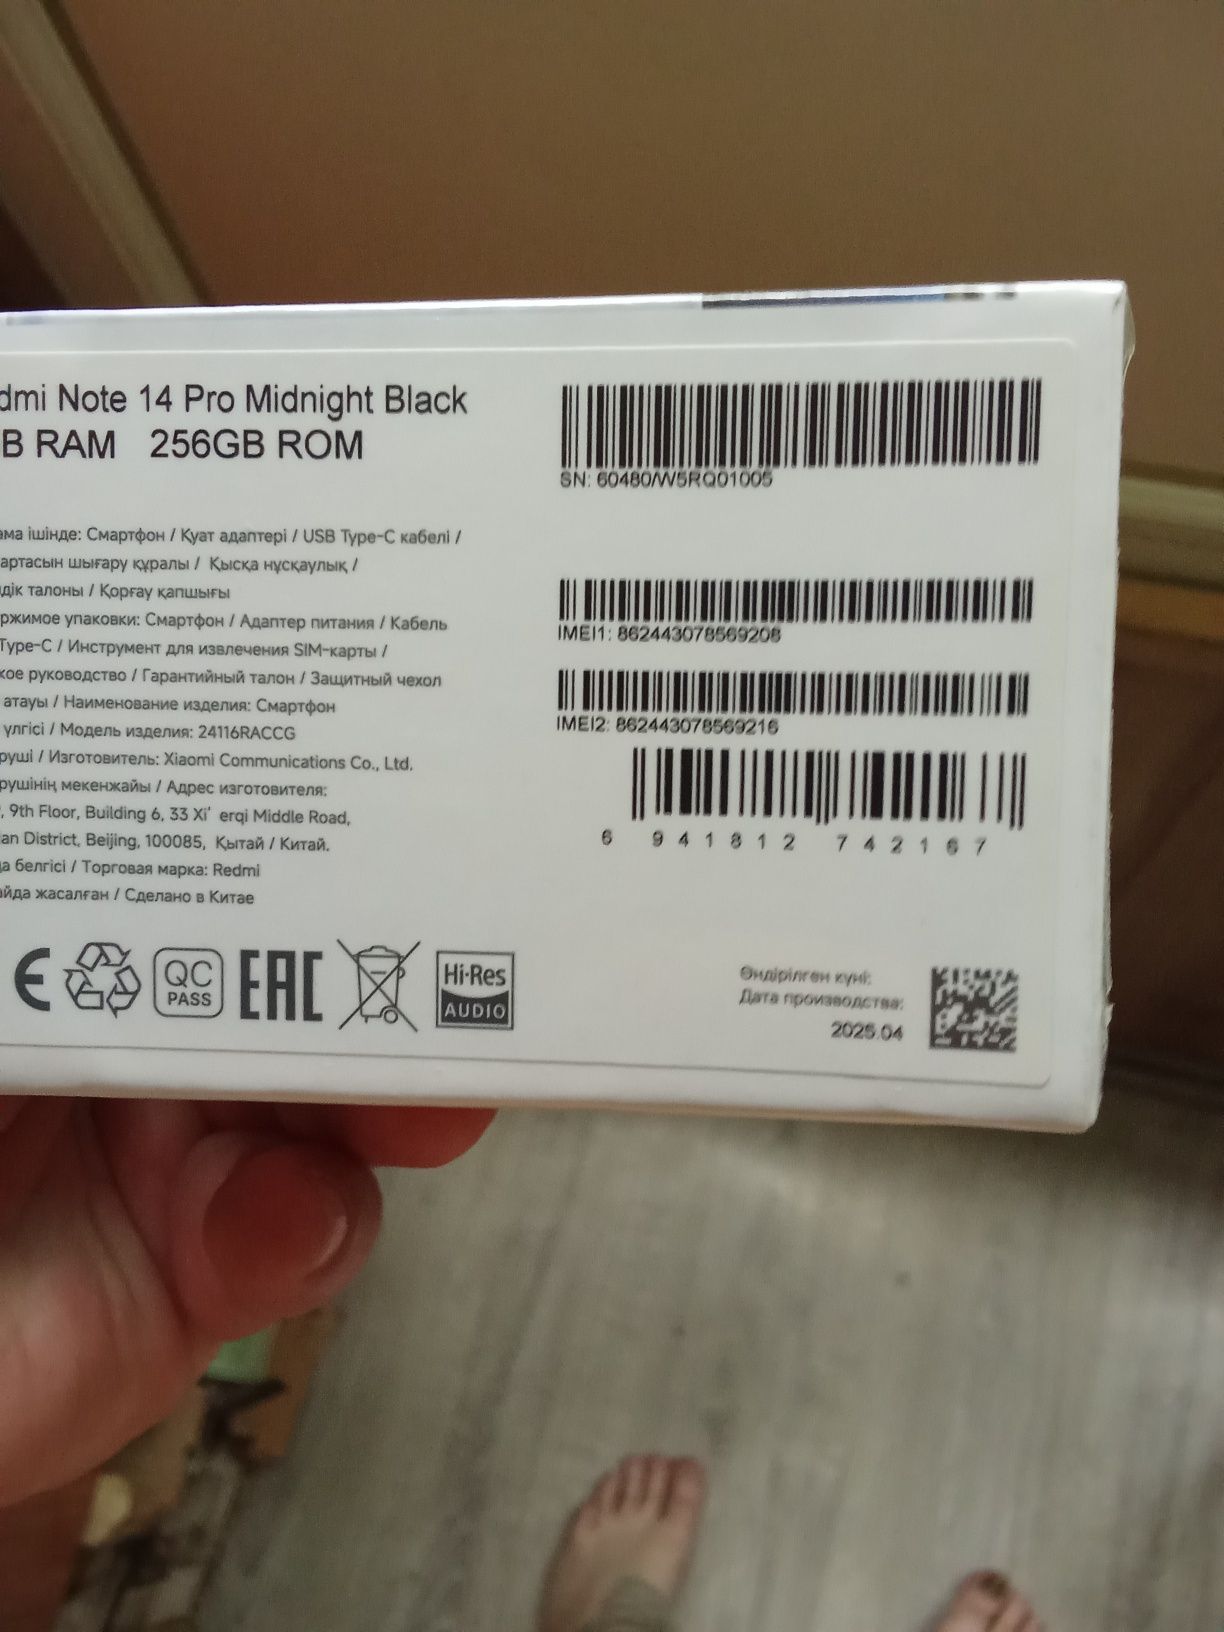 dmi Note 14 Pro Midnight Black
B RAM 256GB ROM
SN: 60480/W5RQ01005
ама ішінде: Смартфон / Қуат адаптері / USB Type-C кабелі /
артасын шығару құралы / Қысқа нұсқаулық /
дік талоны / Қорғау қапшығы
ржимое упаковки: Смартфон / Адаптер питания / Кабель
Type-C / Инструмент для извлечения SIM-карты /
кое руководство / Гарантийный талон / Защитный чехол
атауы / Наименование изделия: Смартфон
үлгісі / Модель изделия: 24116RACCG
руші / Изготовитель: Xiaomi Communications Co., Ltd.
рушінің мекенжайы / Адрес изготовителя:
, 9th Floor, Building 6, 33 Xi' erqi Middle Road,
ian District, Beijing, 100085, Қытай / Китай.
да белгісі / Торговая марка: Redmi
айда жасалған / Сделано в Китае
IMEI1: 862443078569208
IMEI2: 862443078569216
6 941812 742167
CE
QC PASS
EAC
Hi-Res AUDIO
Өндірілген күні:
Дата производства:
2025.04